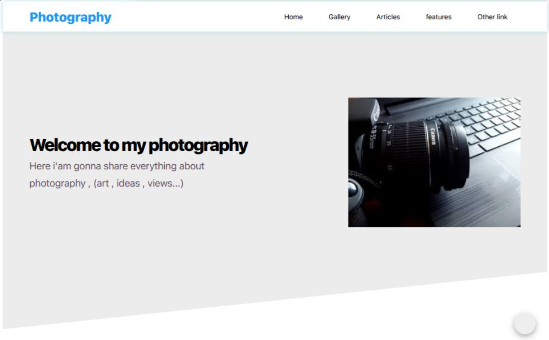 Photography
Home Gallery Articles features Other link
Welcome to my photography
Here i'am gonna share everything about
photography , (art , ideas , views...)
Canon